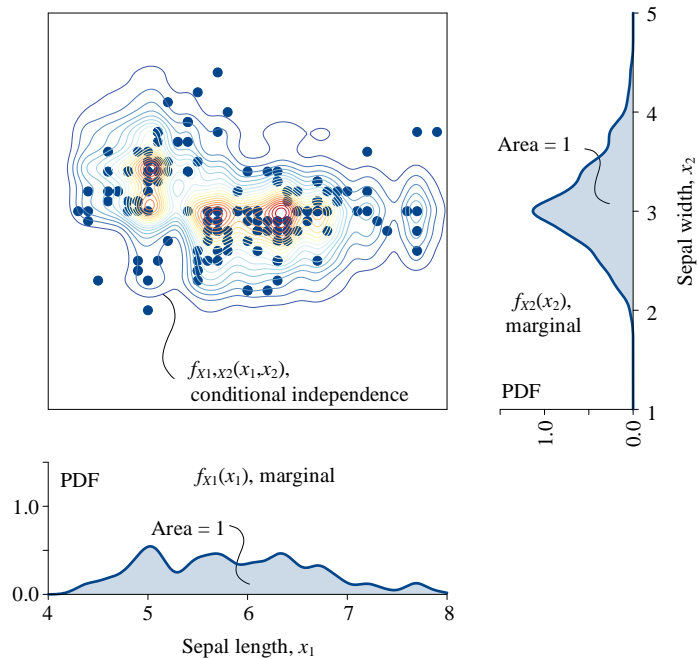 5
4
Area = 1
3
Sepal width, x2
fX2(x2),
marginal
2
fX1,X2(x1,x2),
conditional independence
PDF
1
1.0
0.0
PDF
fX1(x1), marginal
1.0
Area = 1
0.0
4
5
6
7
8
Sepal length, x1